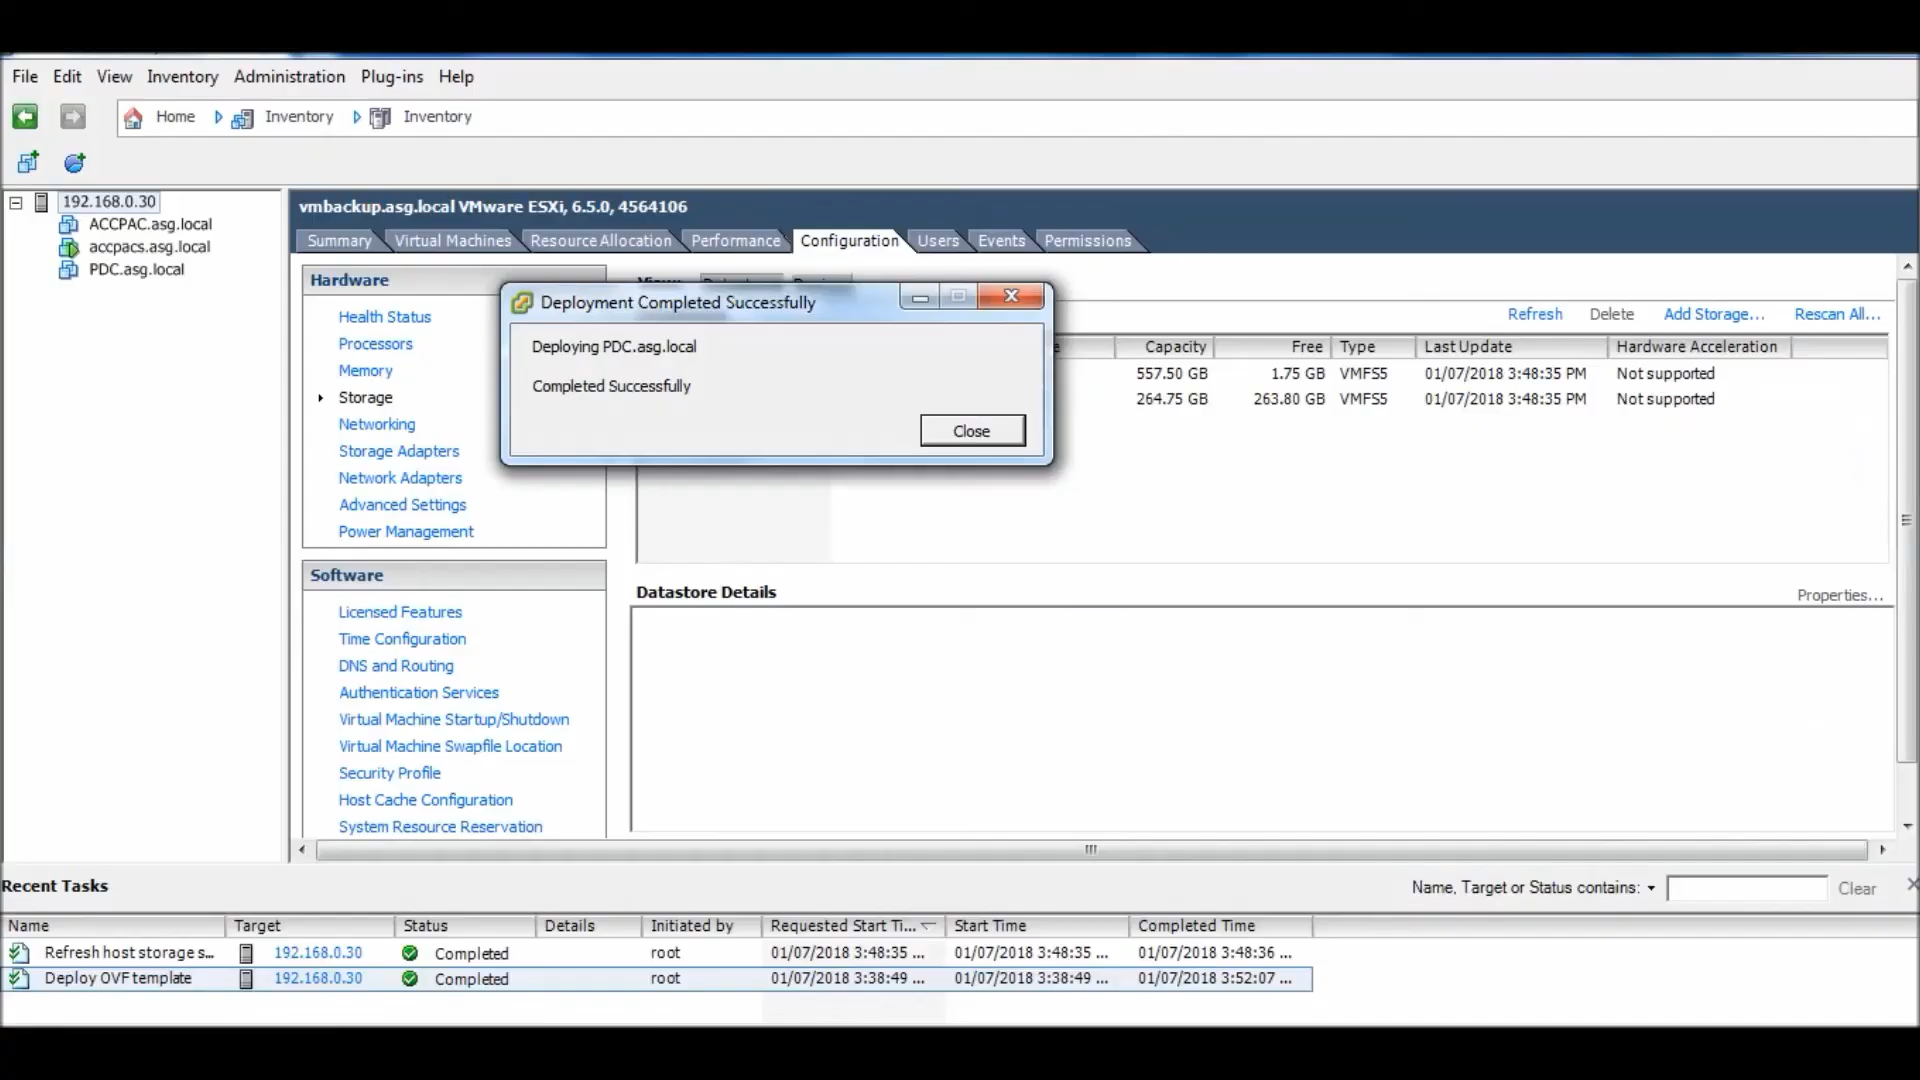 File Edit View Inventory Administration Plug-ins Help
Home Inventory Inventory
192.168.0.30
ACCPAC.asg.local
accpacs.asg.local
PDC.asg.local
vmbackup.asg.local VMware ESXi, 6.5.0, 4564106
Summary Virtual Machines Resource Allocation Performance Configuration Users Events Permissions
Hardware
Health Status
Processors
Memory
Storage
Networking
Storage Adapters
Network Adapters
Advanced Settings
Power Management
Software
Licensed Features
Time Configuration
DNS and Routing
Authentication Services
Virtual Machine Startup/Shutdown
Virtual Machine Swapfile Location
Security Profile
Host Cache Configuration
System Resource Reservation
Deployment Completed Successfully
Deploying PDC.asg.local
Completed Successfully
Close
Refresh Delete Add Storage... Rescan All...
Capacity Free Type Last Update Hardware Acceleration
557.50 GB 1.75 GB VMFS5 01/07/2018 3:48:35 PM Not supported
264.75 GB 263.80 GB VMFS5 01/07/2018 3:48:35 PM Not supported
Datastore Details
Properties...
Recent Tasks
Name, Target or Status contains: Clear
Name Target Status Details Initiated by Requested Start Ti... Start Time Completed Time
Refresh host storage s... 192.168.0.30 Completed root 01/07/2018 3:48:35 ... 01/07/2018 3:48:35 ... 01/07/2018 3:48:36 ...
Deploy OVF template 192.168.0.30 Completed root 01/07/2018 3:38:49 ... 01/07/2018 3:38:49 ... 01/07/2018 3:52:07 ...